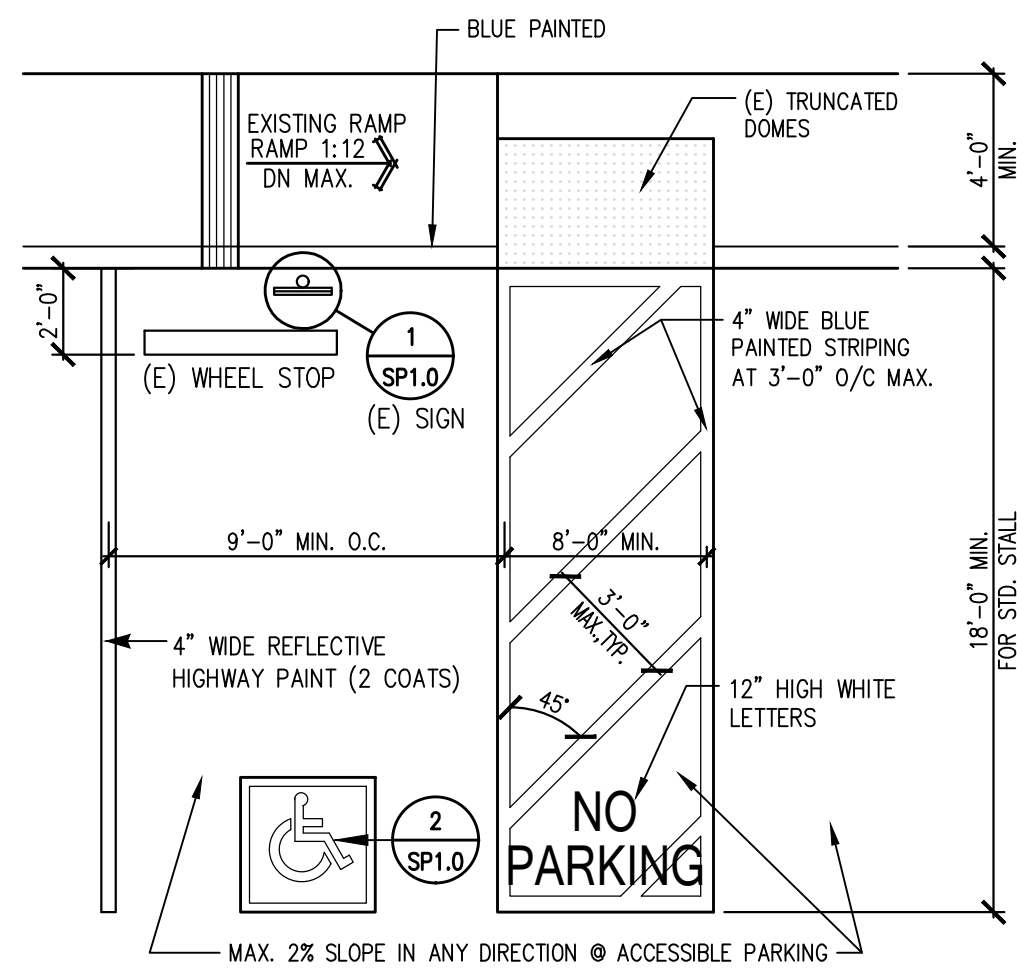 BLUE PAINTED
(E) TRUNCATED
DOMES
EXISTING RAMP
RAMP 1:12
DN MAX.
4'-0"
MIN.
2'-0"
1
SP1.0
(E) WHEEL STOP
(E) SIGN
4" WIDE BLUE
PAINTED STRIPING
AT 3'-0" O/C MAX.
9'-0" MIN. O.C.
8'-0" MIN.
18'-0" MIN.
FOR STD. STALL
3'-0"
MAX.,TYP.
4" WIDE REFLECTIVE
HIGHWAY PAINT (2 COATS)
45°
12" HIGH WHITE
LETTERS
2
SP1.0
NO
PARKING
MAX. 2% SLOPE IN ANY DIRECTION @ ACCESSIBLE PARKING